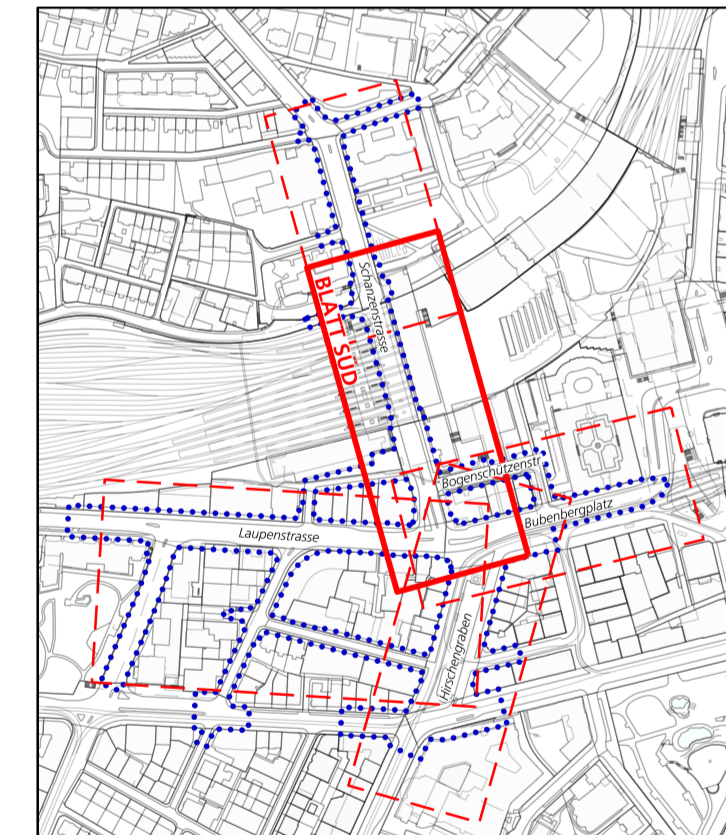 Schanzenstrasse
BLATT SÜD
Bogenschützenstr.
Bubenbergplatz
Laupenstrasse
Hirschengraben